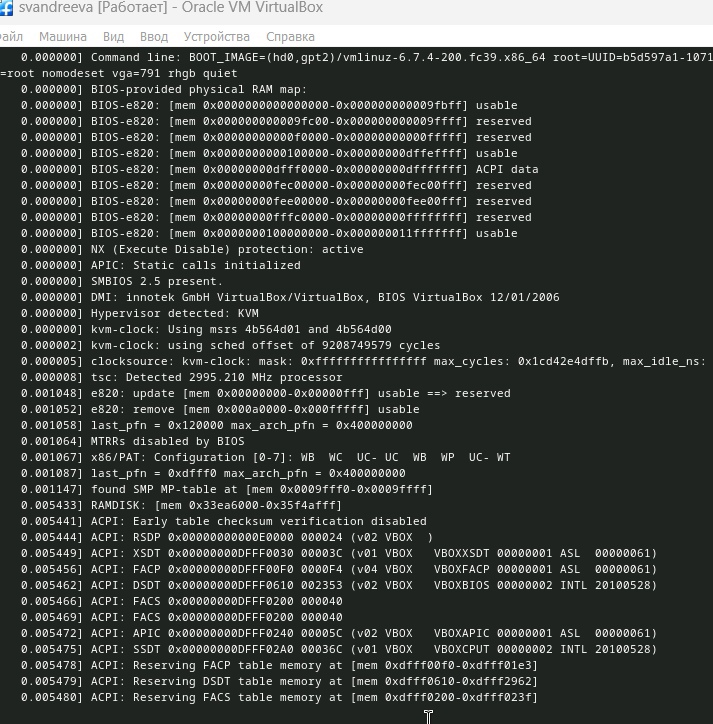 svandreeva [Работает] - Oracle VM VirtualBox
айл Машина Вид Ввод Устройства Справка
0.000000] Command line: BOOT_IMAGE=(hd0,gpt2)/vmlinuz-6.7.4-200.fc39.x86_64 root=UUID=b5d597a1-1071
=root nomodeset vga=791 rhgb quiet
0.000000] BIOS-provided physical RAM map:
0.000000] BIOS-e820: [mem 0x0000000000000000-0x000000000009fbff] usable
0.000000] BIOS-e820: [mem 0x000000000009fc00-0x000000000009ffff] reserved
0.000000] BIOS-e820: [mem 0x00000000000f0000-0x00000000000fffff] reserved
0.000000] BIOS-e820: [mem 0x0000000000100000-0x00000000dffeffff] usable
0.000000] BIOS-e820: [mem 0x00000000dfff0000-0x00000000dfffffff] ACPI data
0.000000] BIOS-e820: [mem 0x00000000fec00000-0x00000000fec00fff] reserved
0.000000] BIOS-e820: [mem 0x00000000fee00000-0x00000000fee00fff] reserved
0.000000] BIOS-e820: [mem 0x00000000fffc0000-0x00000000ffffffff] reserved
0.000000] BIOS-e820: [mem 0x0000000100000000-0x000000011fffffff] usable
0.000000] NX (Execute Disable) protection: active
0.000000] APIC: Static calls initialized
0.000000] SMBIOS 2.5 present.
0.000000] DMI: innotek GmbH VirtualBox/VirtualBox, BIOS VirtualBox 12/01/2006
0.000000] Hypervisor detected: KVM
0.000000] kvm-clock: Using msrs 4b564d01 and 4b564d00
0.000002] kvm-clock: using sched offset of 9208749579 cycles
0.000005] clocksource: kvm-clock: mask: 0xffffffffffffffff max_cycles: 0x1cd42e4dffb, max_idle_ns:
0.000008] tsc: Detected 2995.210 MHz processor
0.001048] e820: update [mem 0x00000000-0x00000fff] usable ==> reserved
0.001052] e820: remove [mem 0x000a0000-0x000fffff] usable
0.001058] last_pfn = 0x120000 max_arch_pfn = 0x400000000
0.001064] MTRRs disabled by BIOS
0.001067] x86/PAT: Configuration [0-7]: WB  WC  UC- UC  WB  WP  UC- WT
0.001087] last_pfn = 0xdfff0 max_arch_pfn = 0x400000000
0.001147] found SMP MP-table at [mem 0x0009fff0-0x0009ffff]
0.005433] RAMDISK: [mem 0x33ea6000-0x35f4afff]
0.005441] ACPI: Early table checksum verification disabled
0.005444] ACPI: RSDP 0x00000000000E0000 000024 (v02 VBOX  )
0.005449] ACPI: XSDT 0x00000000DFFF0030 00003C (v01 VBOX   VBOXXSDT 00000001 ASL  00000061)
0.005456] ACPI: FACP 0x00000000DFFF00F0 0000F4 (v04 VBOX   VBOXFACP 00000001 ASL  00000061)
0.005462] ACPI: DSDT 0x00000000DFFF0610 002353 (v02 VBOX   VBOXBIOS 00000002 INTL 20100528)
0.005466] ACPI: FACS 0x00000000DFFF0200 000040
0.005469] ACPI: FACS 0x00000000DFFF0200 000040
0.005472] ACPI: APIC 0x00000000DFFF0240 00005C (v02 VBOX   VBOXAPIC 00000001 ASL  00000061)
0.005475] ACPI: SSDT 0x00000000DFFF02A0 00036C (v01 VBOX   VBOXCPUT 00000002 INTL 20100528)
0.005478] ACPI: Reserving FACP table memory at [mem 0xdfff00f0-0xdfff01e3]
0.005479] ACPI: Reserving DSDT table memory at [mem 0xdfff0610-0xdfff2962]
0.005480] ACPI: Reserving FACS table memory at [mem 0xdfff0200-0xdfff023f]